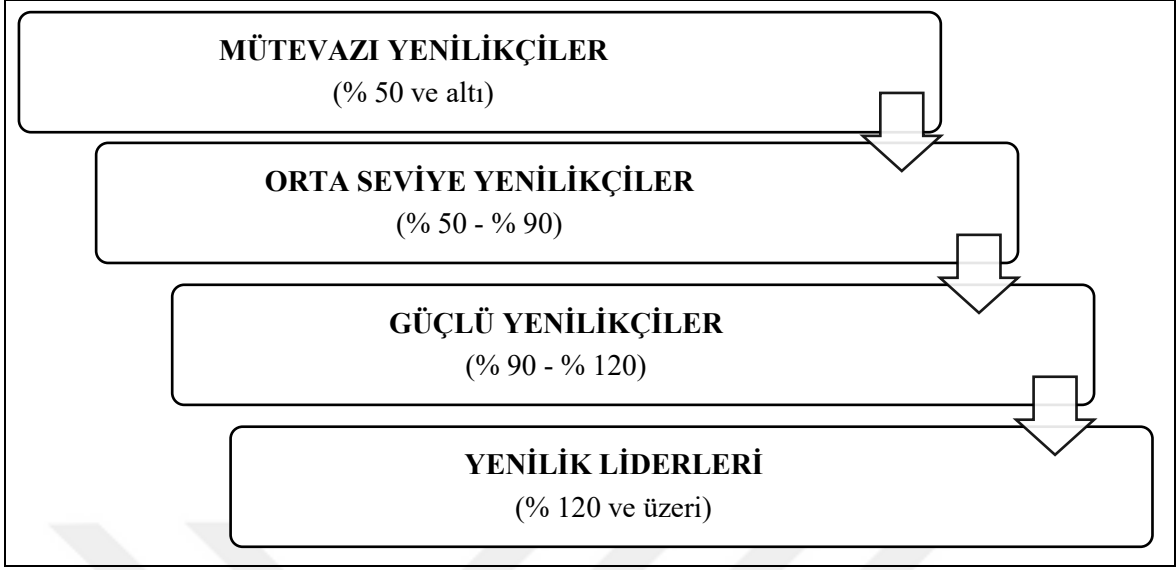 MÜTEVAZI YENİLİKÇİLER
(% 50 ve altı)
ORTA SEVİYE YENİLİKÇİLER
(% 50 - % 90)
GÜÇLÜ YENİLİKÇİLER
(% 90 - % 120)
YENİLİK LİDERLERİ
(% 120 ve üzeri)